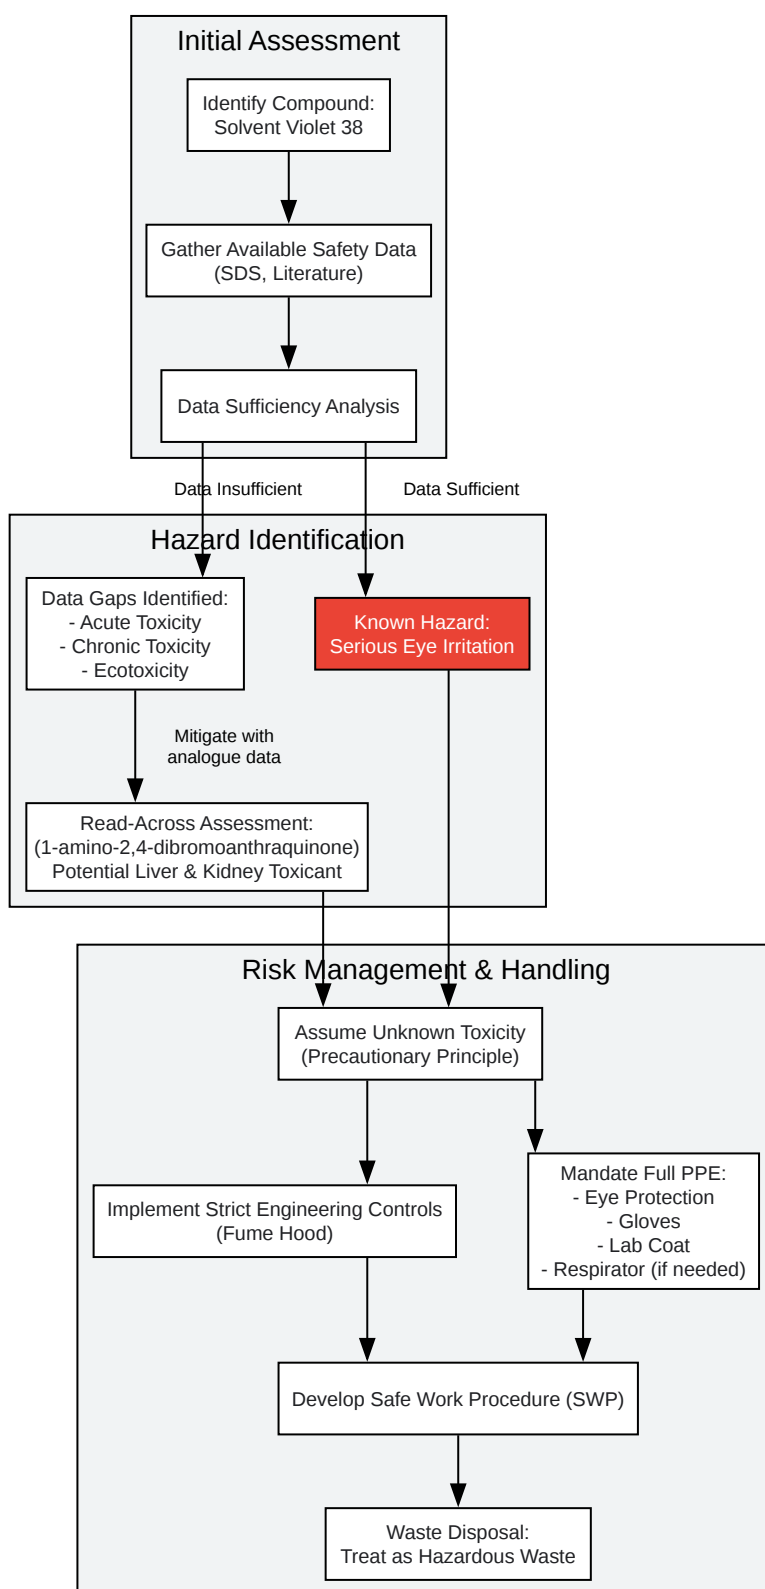 Initial Assessment
Identify Compound:
Solvent Violet 38
Gather Available Safety Data
(SDS, Literature)
Data Sufficiency Analysis
Data Insufficient
Data Sufficient
Hazard Identification
Data Gaps Identified:
- Acute Toxicity
- Chronic Toxicity
- Ecotoxicity
Known Hazard:
Serious Eye Irritation
Mitigate with
analogue data
Read-Across Assessment:
(1-amino-2,4-dibromoanthraquinone)
Potential Liver & Kidney Toxicant
Risk Management & Handling
Assume Unknown Toxicity
(Precautionary Principle)
Implement Strict Engineering Controls
(Fume Hood)
Mandate Full PPE:
- Eye Protection
- Gloves
- Lab Coat
- Respirator (if needed)
Develop Safe Work Procedure (SWP)
Waste Disposal:
Treat as Hazardous Waste